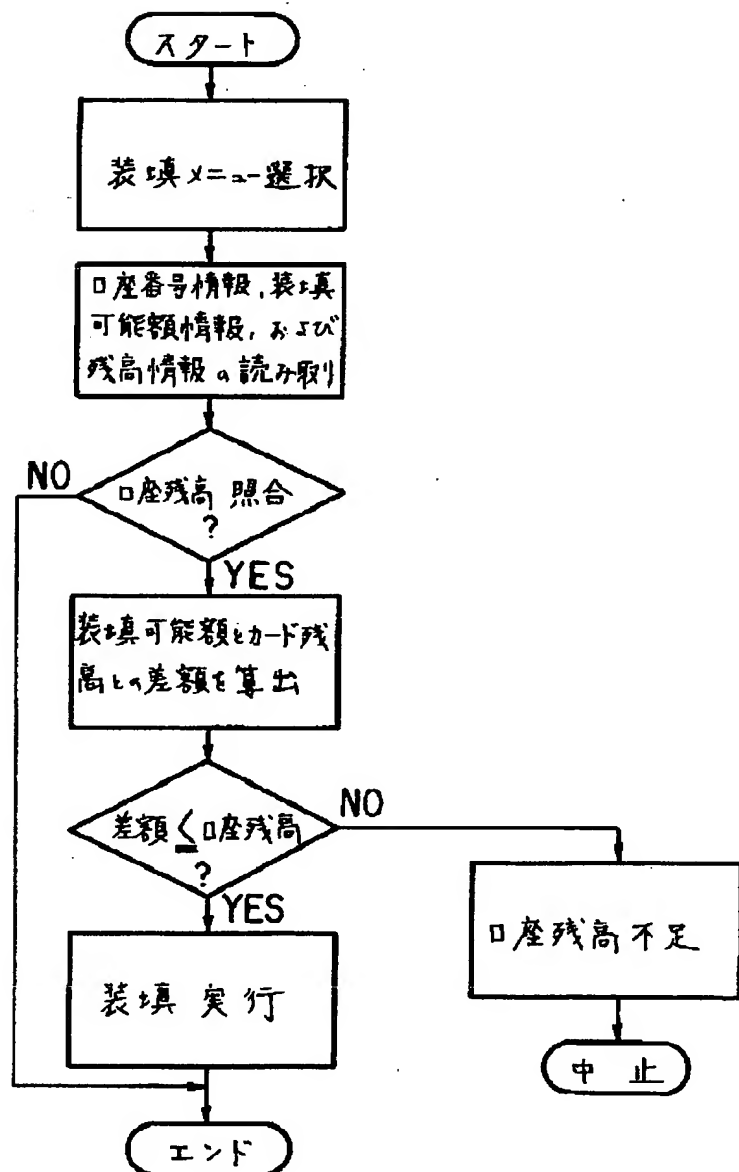 スタート
装填メニュー選択
口座番号情報、装填
可能額情報、および
残高情報の読み取り
NO
口座残高 照合
?
YES
装填可能額とカード残
高との差額を算出
差額≦口座残高
?
NO
YES
口座残高不足
装填 実行
中 止
エンド